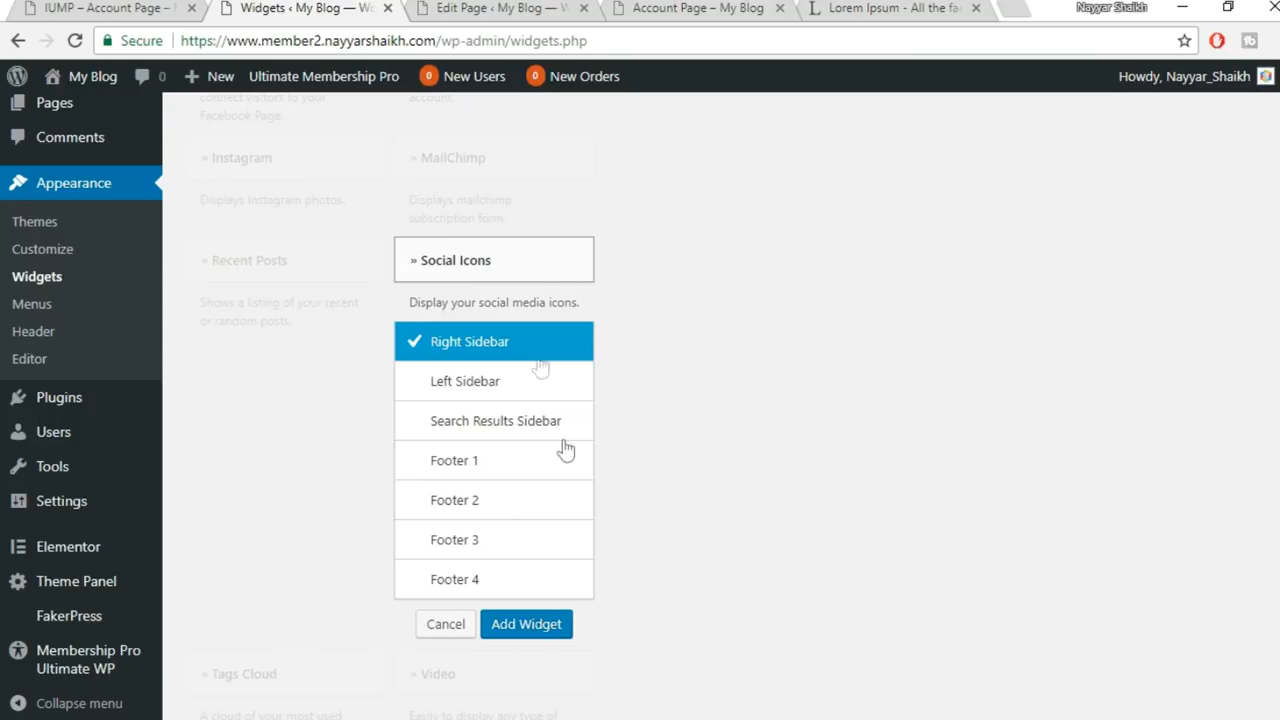 IUMP – Account Page –
Widgets ‹ My Blog — Wo
Edit Page ‹ My Blog — W
Account Page – My Blog
Lorem Ipsum - All the fa
Nayyar Shaikh
Secure
https://www.member2.nayyarshaikh.com/wp-admin/widgets.php
My Blog
0
New
Ultimate Membership Pro
0
New Users
0
New Orders
Howdy, Nayyar_Shaikh
Pages
Comments
Appearance
Themes
Customize
Widgets
Menus
Header
Editor
Plugins
Users
Tools
Settings
Elementor
Theme Panel
FakerPress
Membership Pro
Ultimate WP
Collapse menu
connect visitors to your
Facebook Page.
account.
» Instagram
Displays Instagram photos.
» MailChimp
Displays mailchimp
subscription form.
» Recent Posts
Shows a listing of your recent
or random posts.
» Social Icons
Display your social media icons.
Right Sidebar
Left Sidebar
Search Results Sidebar
Footer 1
Footer 2
Footer 3
Footer 4
Cancel
Add Widget
» Tags Cloud
A cloud of your most used
» Video
Easily to display any type of